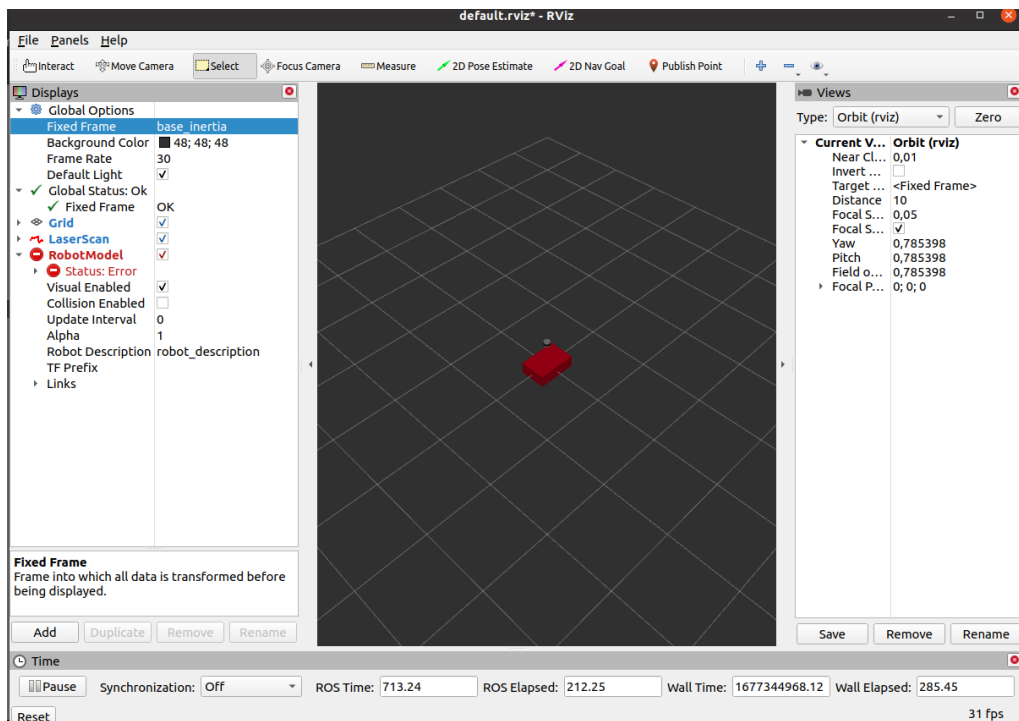 default.rviz* - RViz
File Panels Help
Interact Move Camera Select Focus Camera Measure 2D Pose Estimate 2D Nav Goal Publish Point
Displays
Global Options
Fixed Frame base_inertia
Background Color 48; 48; 48
Frame Rate 30
Default Light
Global Status: Ok
Fixed Frame OK
Grid
LaserScan
RobotModel
Status: Error
Visual Enabled
Collision Enabled
Update Interval 0
Alpha 1
Robot Description robot_description
TF Prefix
Links
Fixed Frame
Frame into which all data is transformed before
being displayed.
Add Duplicate Remove Rename
Views
Type: Orbit (rviz) Zero
Current V... Orbit (rviz)
Near Cl... 0,01
Invert ...
Target ... <Fixed Frame>
Distance 10
Focal S... 0,05
Focal S...
Yaw 0,785398
Pitch 0,785398
Field o... 0,785398
Focal P... 0; 0; 0
Save Remove Rename
Time
Pause Synchronization: Off ROS Time: 713.24 ROS Elapsed: 212.25 Wall Time: 1677344968.12 Wall Elapsed: 285.45
Reset 31 fps